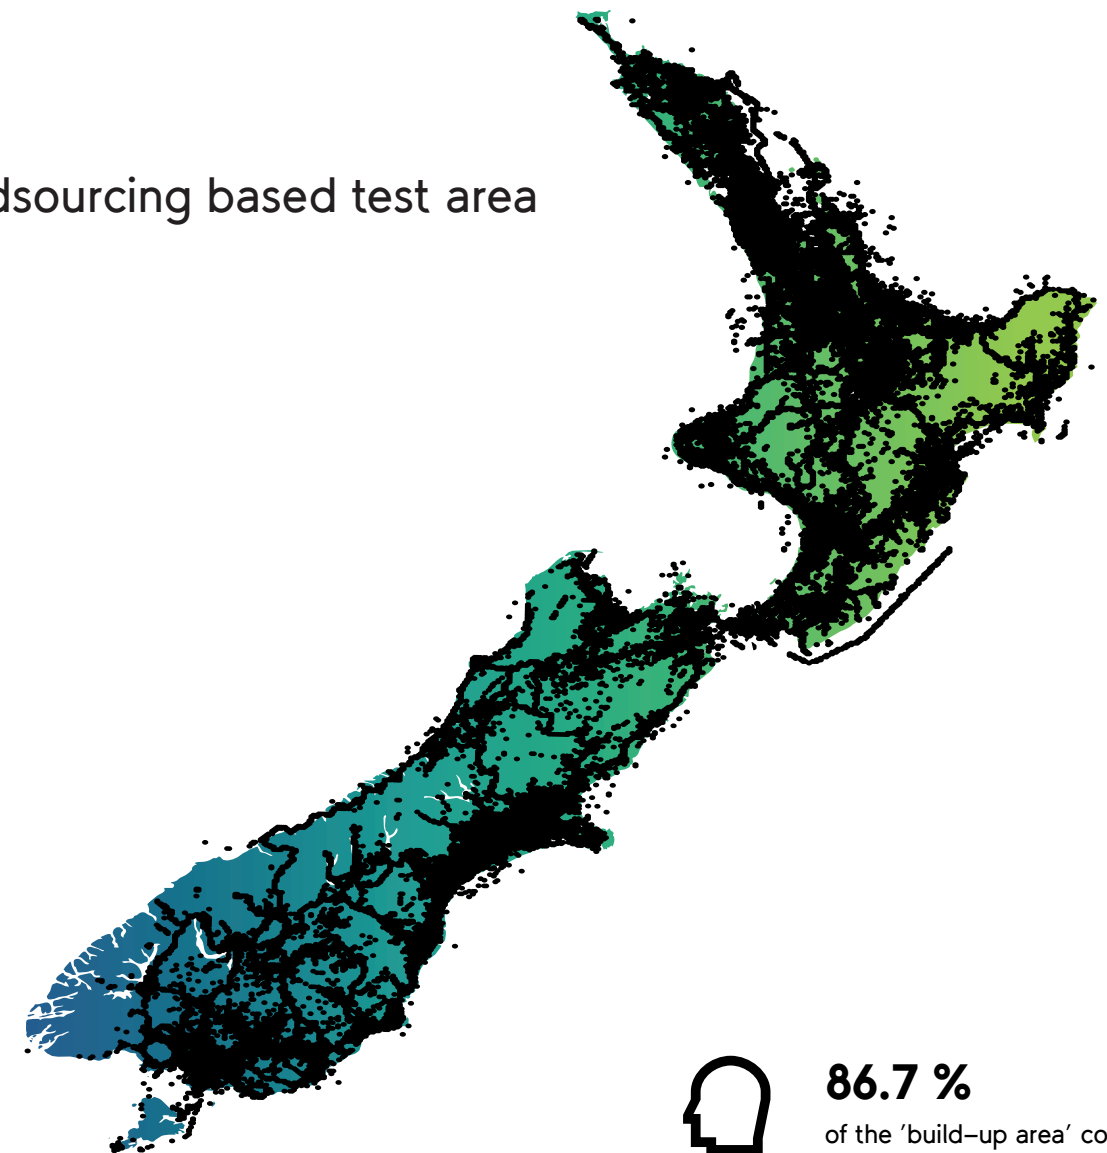 dsourcing based test area
86.7 %
of the ‘build–up area’ co